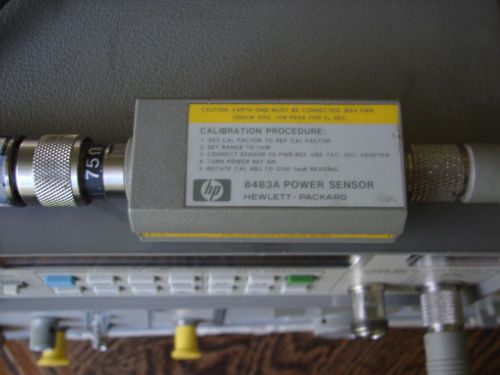 CAUTION: EARTH GND MUST BE CONNECTED. MAX PWR
300mW AVG. 10W PEAK FOR 2μ SEC.
CALIBRATION PROCEDURE:
1 SET CAL FACTOR TO REF CAL FACTOR.
2 SET RANGE TO 1mW.
3 CONNECT SENSOR TO PWR REF. USE 75Ω 50Ω ADAPTER
4 TURN POWER REF ON
5 ROTATE CAL ADJ TO GIVE 1mW READING.
hp
8483A POWER SENSOR
HEWLETT-PACKARD
75Ω